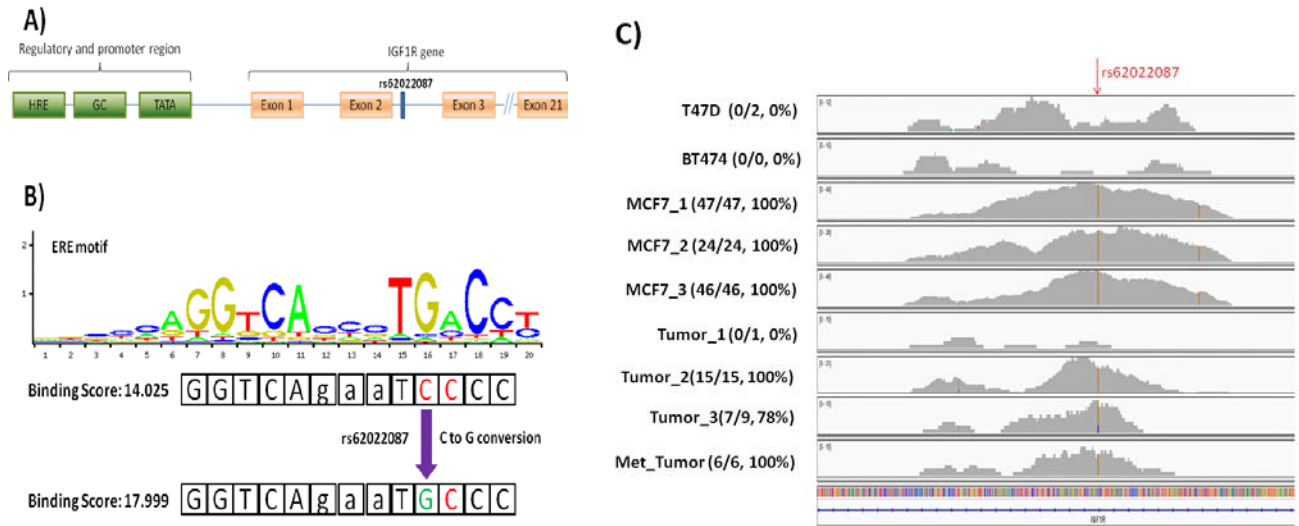 A)
Regulatory and promoter region
IGF1R gene
rs62022087
HRE GC TATA Exon 1 Exon 2 Exon 3 // Exon 21
B)
2
1
ERE motif
AGGTCA TGACCT
1 2 3 4 5 6 7 8 9 10 11 12 13 14 15 16 17 18 19 20
Binding Score: 14.025 G G T C A g a a T C C C C
rs62022087 C to G conversion
Binding Score: 17.999 G G T C A g a a T G C C C
C)
rs62022087
T47D (0/2, 0%)
BT474 (0/0, 0%)
MCF7_1 (47/47, 100%)
MCF7_2 (24/24, 100%)
MCF7_3 (46/46, 100%)
Tumor_1 (0/1, 0%)
Tumor_2(15/15, 100%)
Tumor_3(7/9, 78%)
Met_Tumor (6/6, 100%)
IGF1R